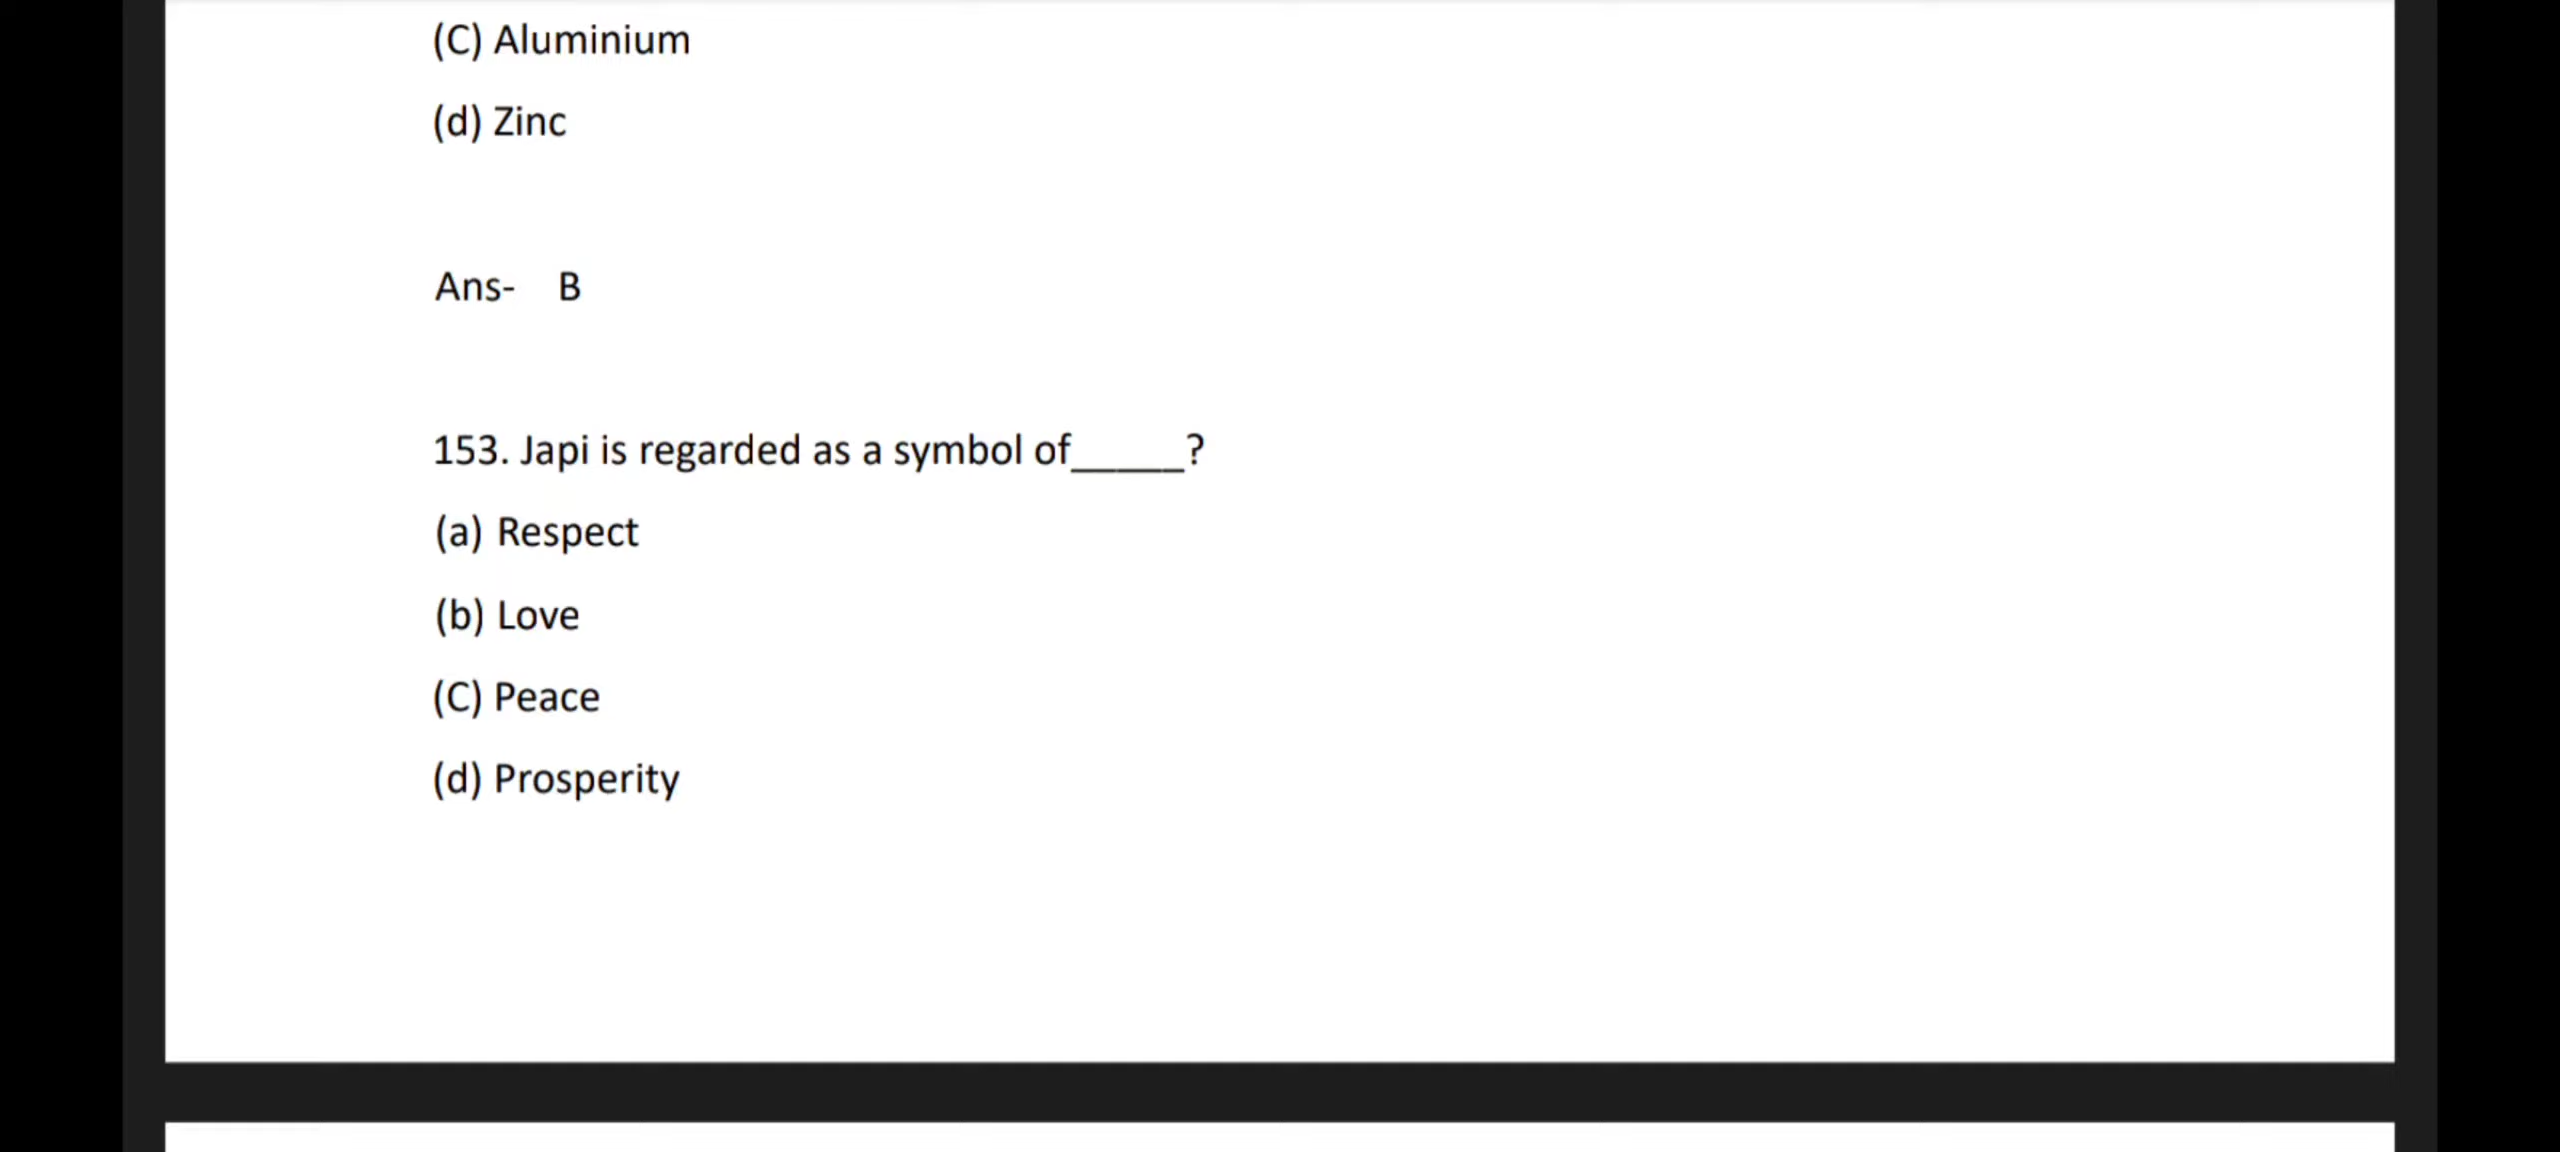 (C) Aluminium
(d) Zinc
Ans- B
153. Japi is regarded as a symbol of_____?
(a) Respect
(b) Love
(C) Peace
(d) Prosperity